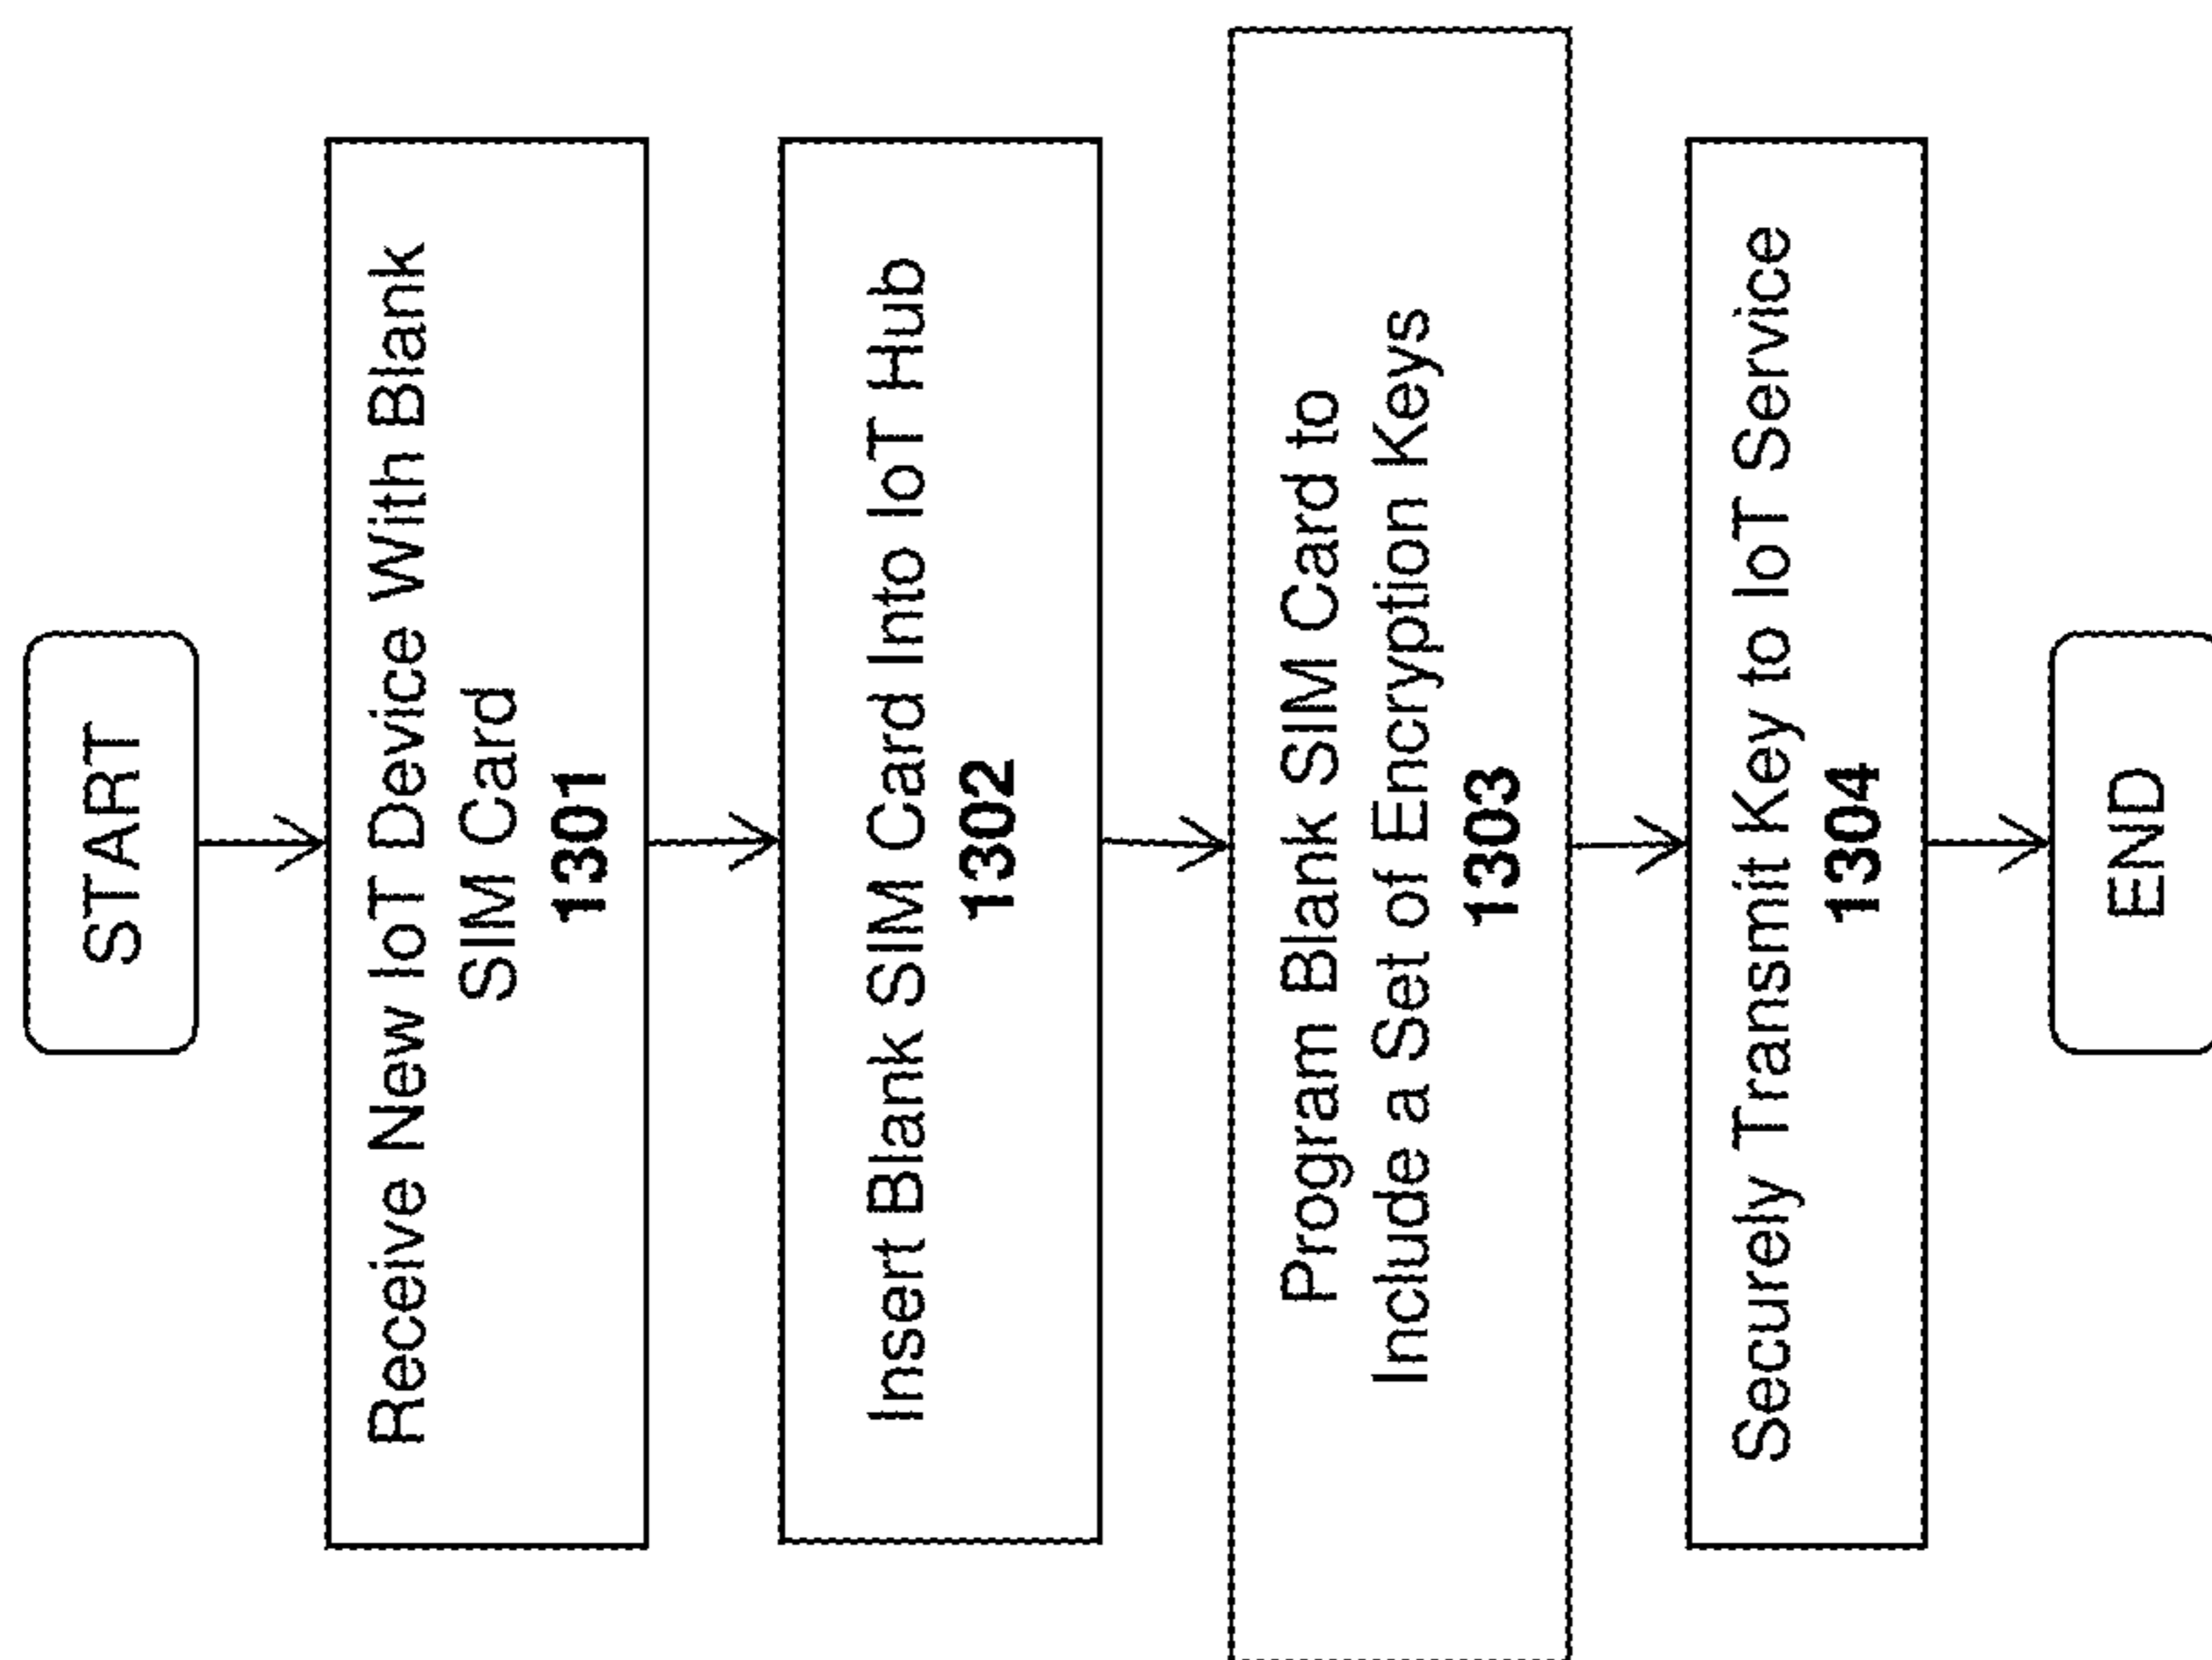 START
Receive New IoT Device With Blank
SIM Card
1301
Insert Blank SIM Card Into IoT Hub
1302
Program Blank SIM Card to
Include a Set of Encryption Keys
1303
Securely Transmit Key to IoT Service
1304
END